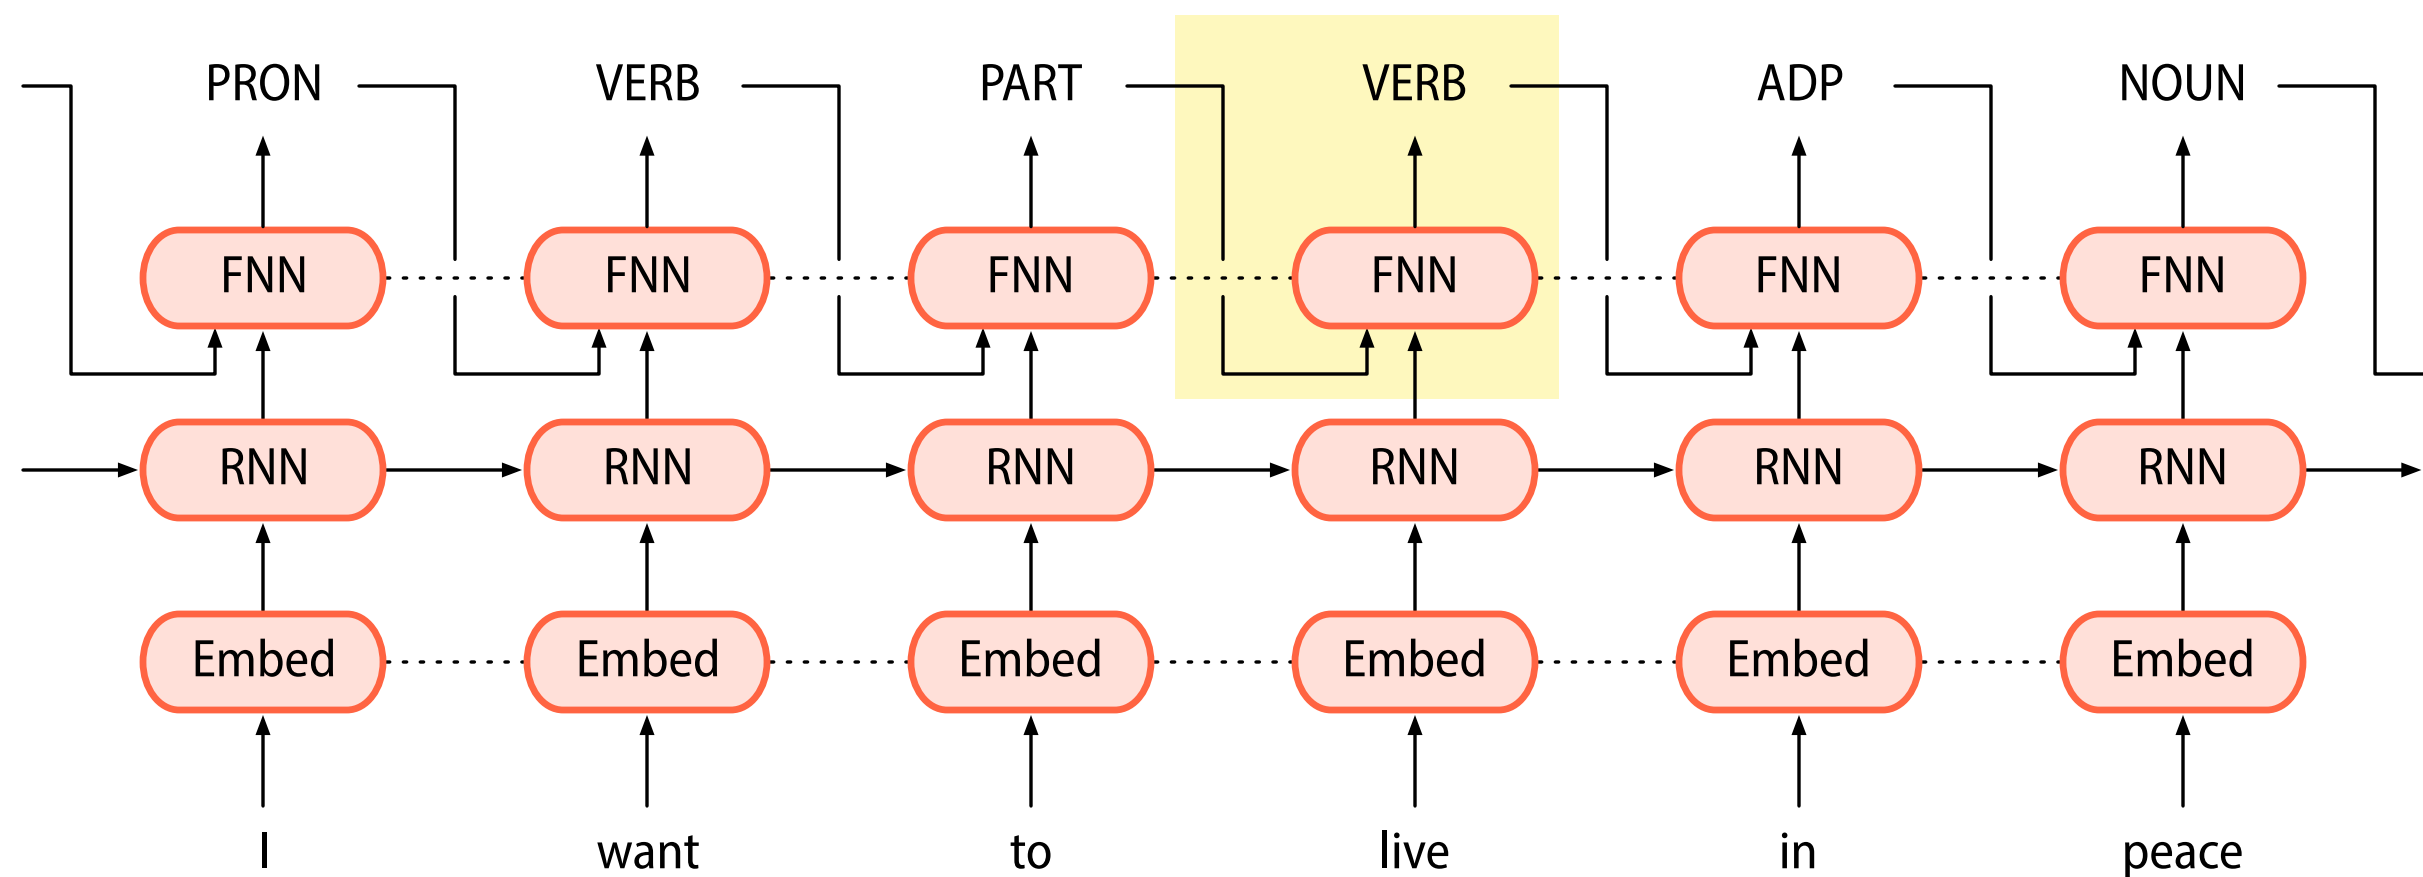 PRON VERB PART VERB ADP NOUN
FNN FNN FNN FNN FNN FNN
RNN RNN RNN RNN RNN RNN
Embed Embed Embed Embed Embed Embed
I want to live in peace